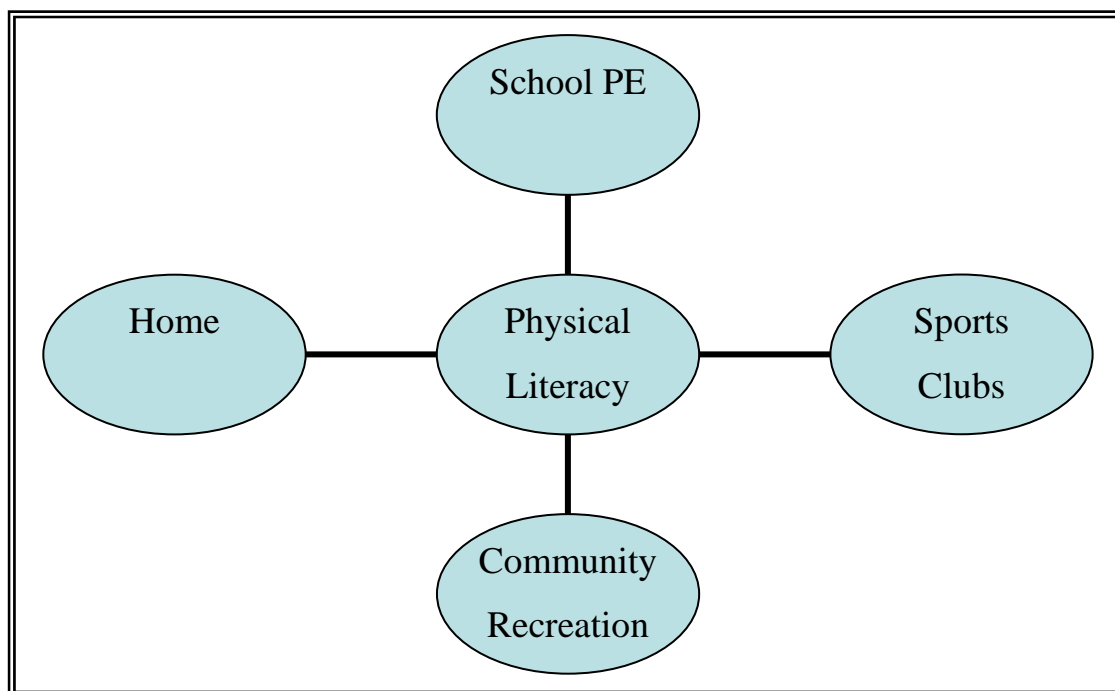 School PE
Home
Physical
Literacy
Sports
Clubs
Community
Recreation